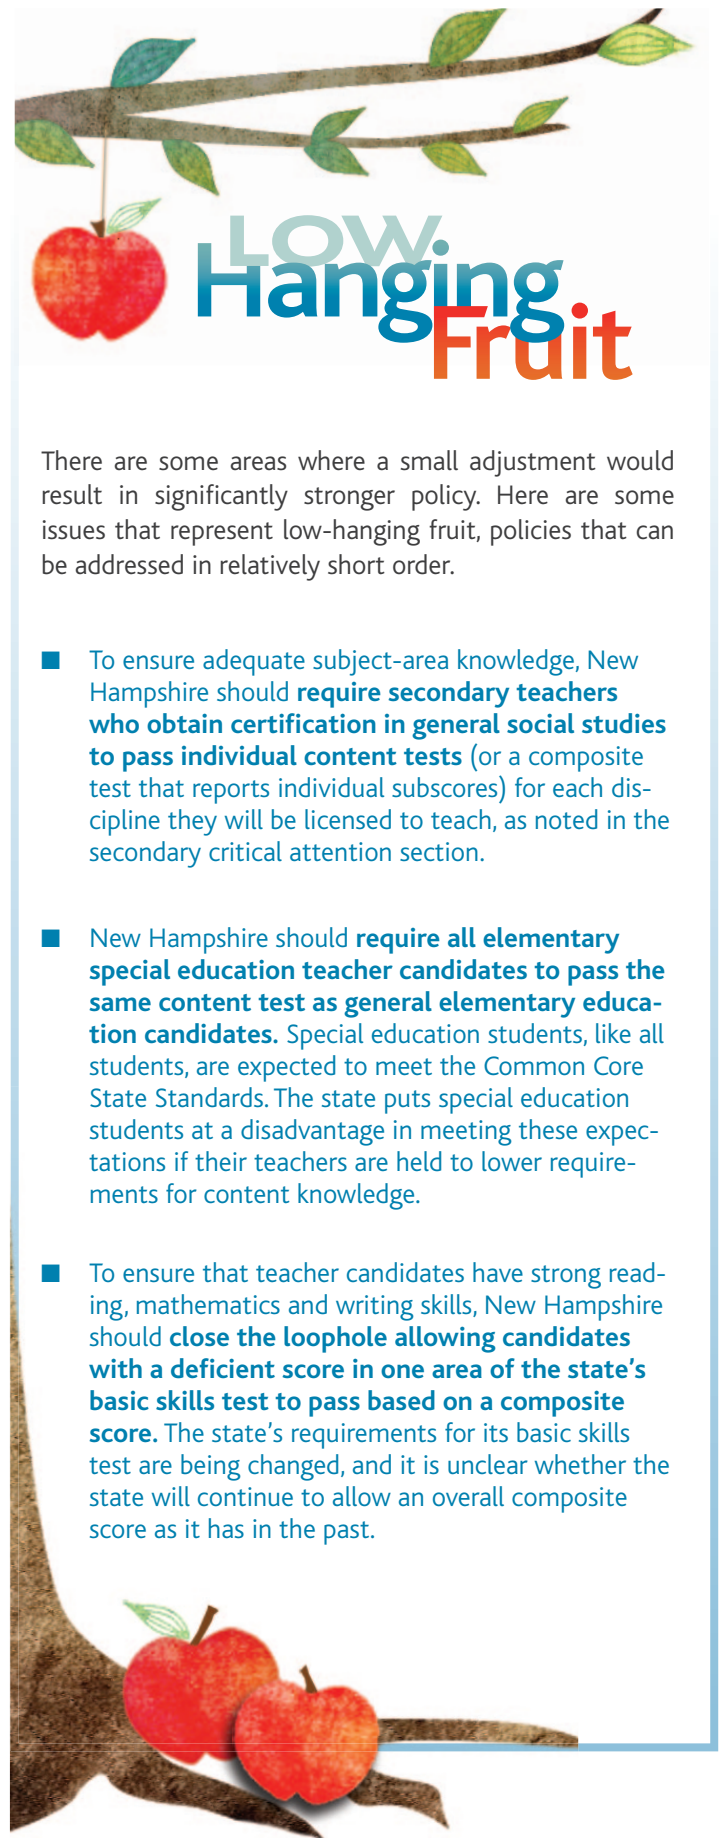 LOW
Hanging
Fruit
There are some areas where a small adjustment would
result in significantly stronger policy. Here are some
issues that represent low-hanging fruit, policies that can
be addressed in relatively short order.
■ To ensure adequate subject-area knowledge, New
Hampshire should require secondary teachers
who obtain certification in general social studies
to pass individual content tests (or a composite
test that reports individual subscores) for each dis-
cipline they will be licensed to teach, as noted in the
secondary critical attention section.
■ New Hampshire should require all elementary
special education teacher candidates to pass the
same content test as general elementary educa-
tion candidates. Special education students, like all
students, are expected to meet the Common Core
State Standards. The state puts special education
students at a disadvantage in meeting these expec-
tations if their teachers are held to lower require-
ments for content knowledge.
■ To ensure that teacher candidates have strong read-
ing, mathematics and writing skills, New Hampshire
should close the loophole allowing candidates
with a deficient score in one area of the state’s
basic skills test to pass based on a composite
score. The state’s requirements for its basic skills
test are being changed, and it is unclear whether the
state will continue to allow an overall composite
score as it has in the past.